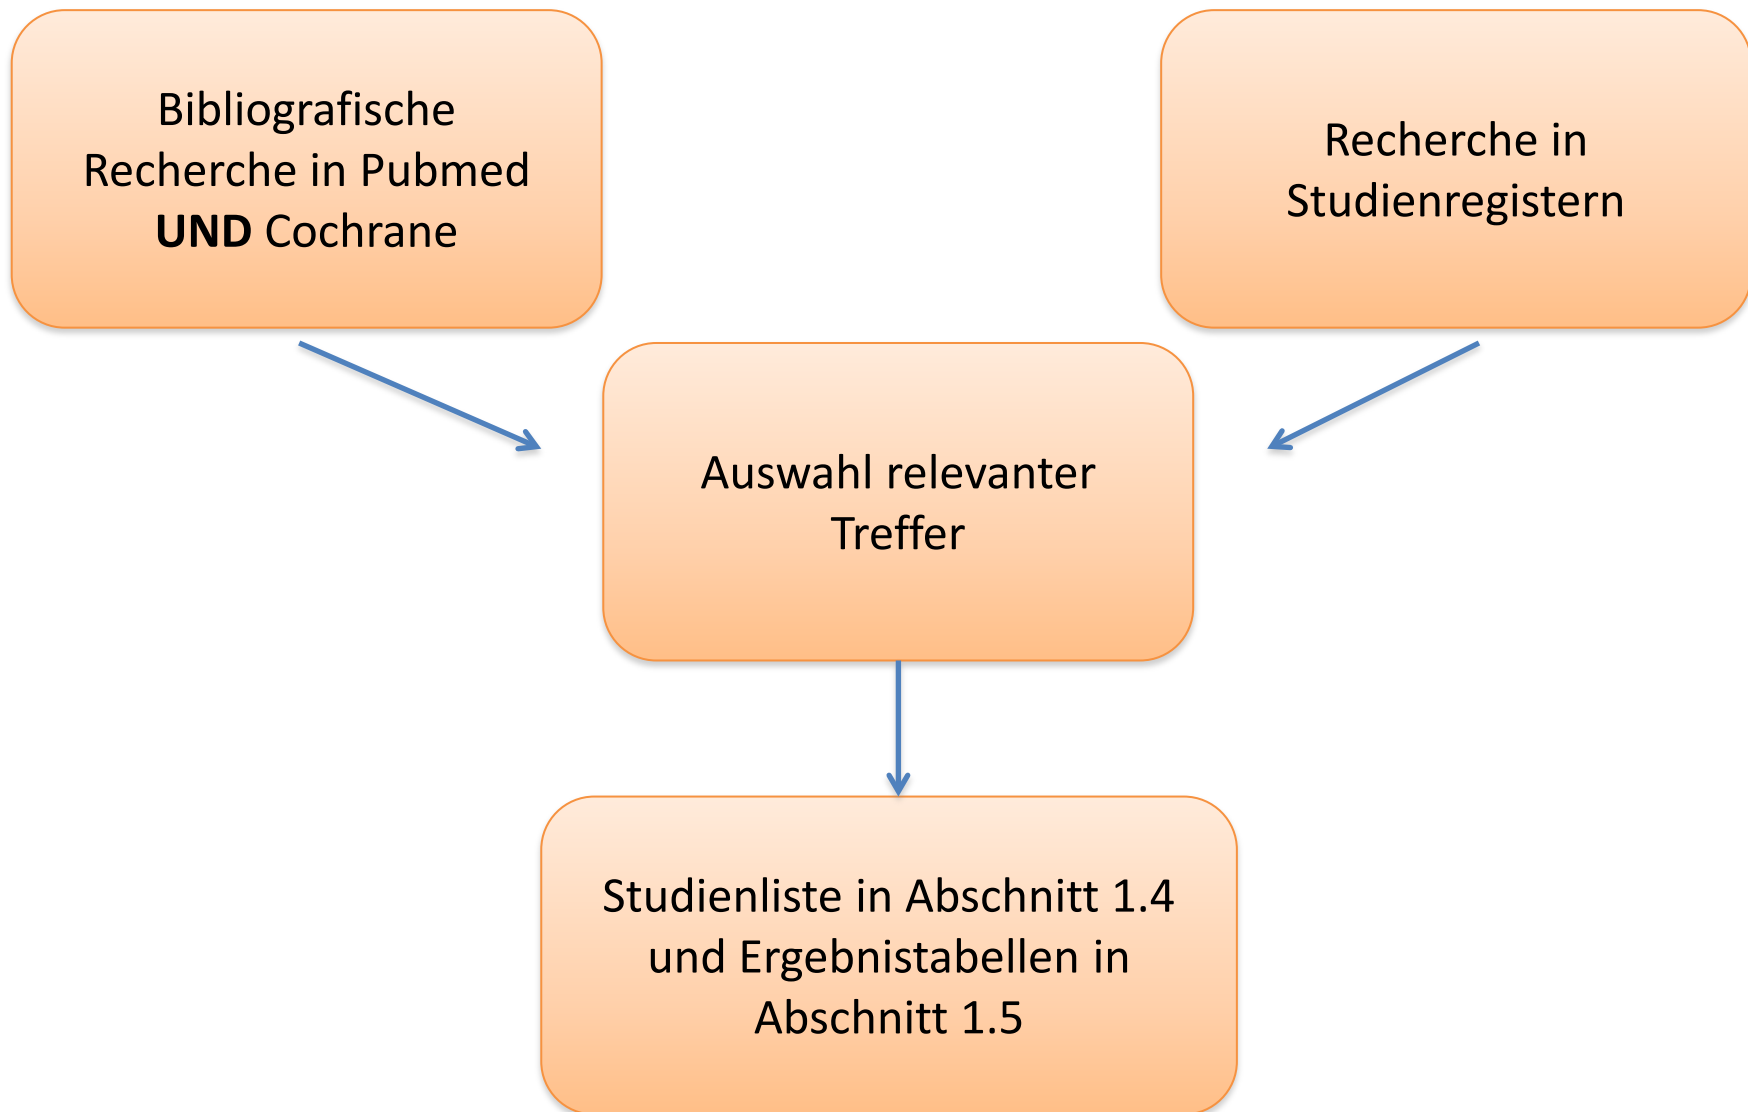 Bibliografische
Recherche in Pubmed
UND Cochrane
Recherche in
Studienregistern
Auswahl relevanter
Treffer
Studienliste in Abschnitt 1.4
und Ergebnistabellen in
Abschnitt 1.5